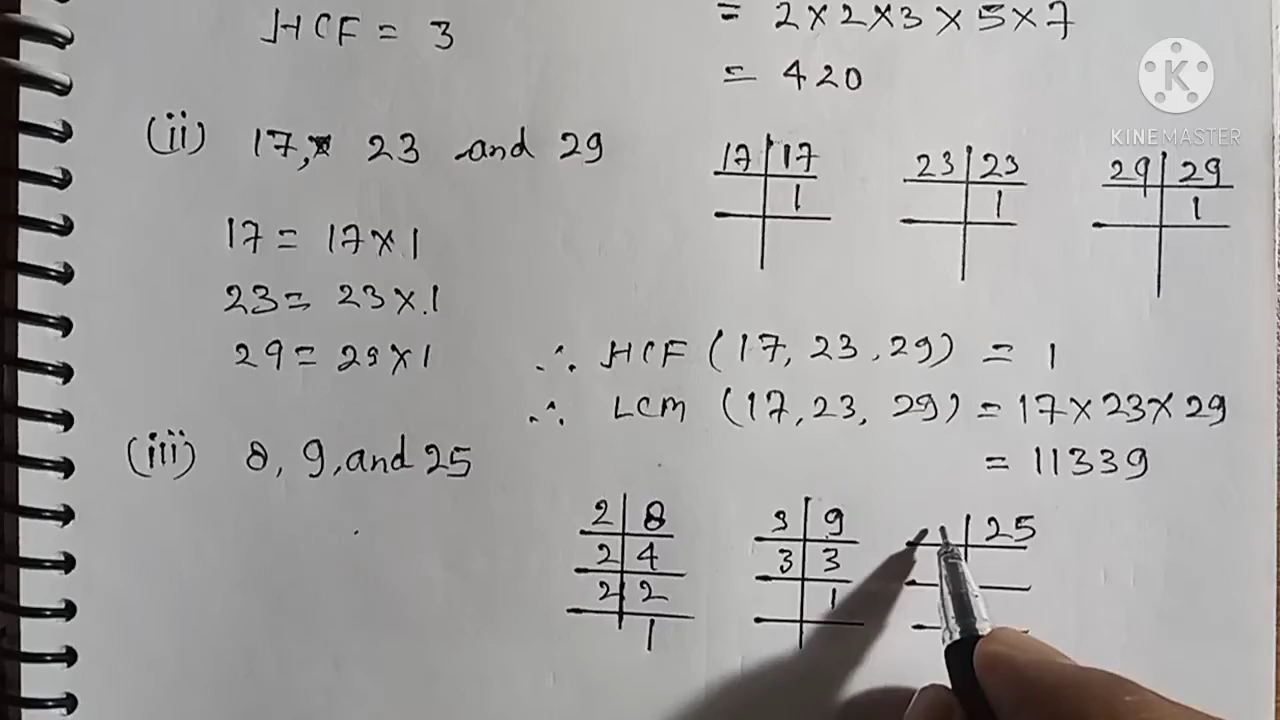 HCF = 3
= 2×2×3×5×7
= 420
K
KINEMASTER
(ii) 17, 23 and 29
17 | 17
1
23 | 23
1
29 | 29
1
17 = 17×1
23 = 23×1
29 = 29×1
∴ HCF (17, 23, 29) = 1
∴ LCM (17, 23, 29) = 17×23×29
= 11339
(iii) 8, 9, and 25
2 | 8
2 | 4
2 | 2
1
3 | 9
3 | 3
1
25